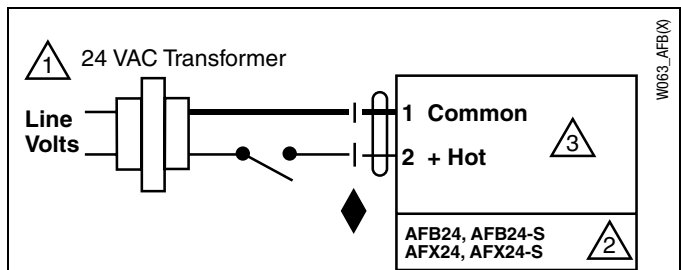 1 24 VAC Transformer
Line
Volts
1 Common
2 + Hot
3
AFB24, AFB24-S
AFX24, AFX24-S
2
W063_AFB(X)